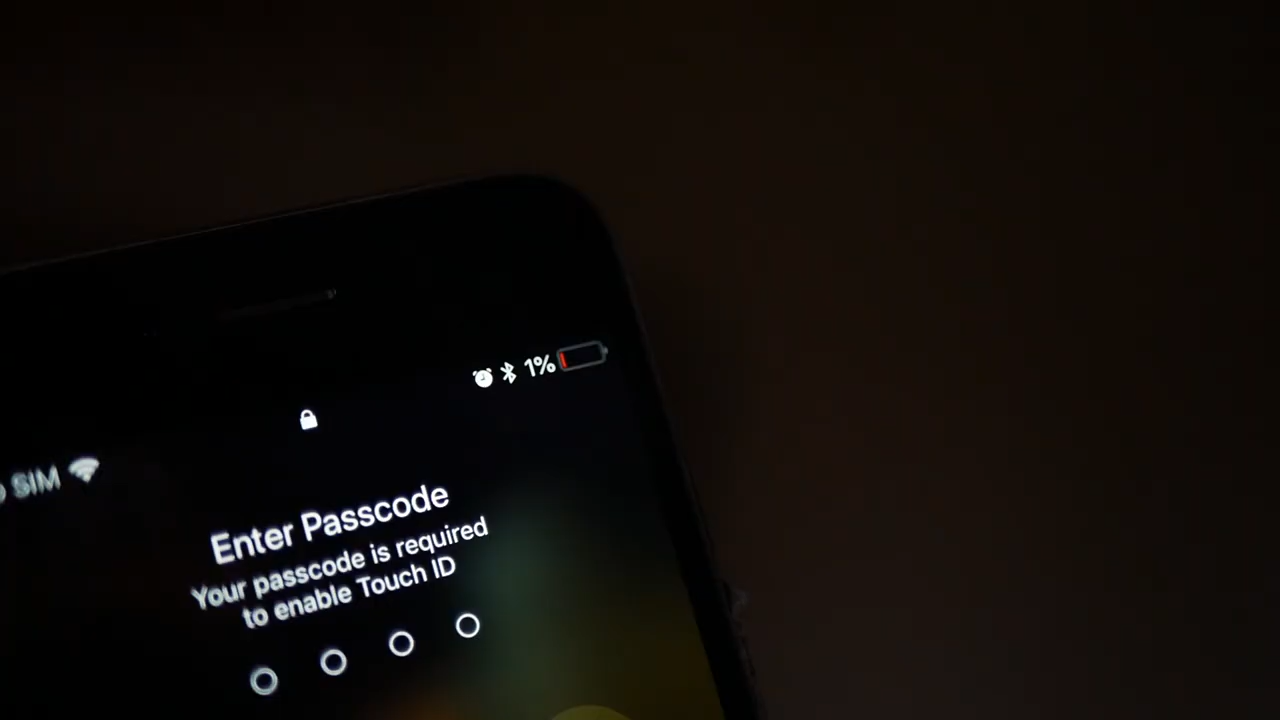 1%
SIM
Enter Passcode
Your passcode is required
to enable Touch ID